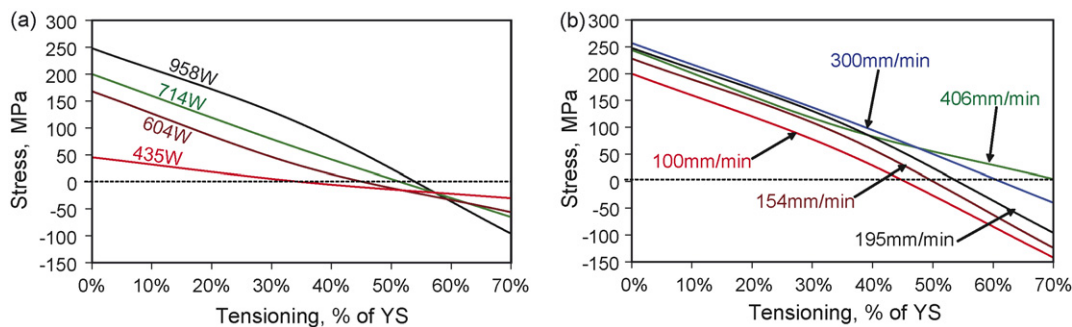 (a)
Stress, MPa
300
250
200
150
100
50
0
-50
-100
-150
958W
714W
604W
435W
0% 10% 20% 30% 40% 50% 60% 70%
Tensioning, % of YS
(b)
Stress, MPa
300
250
200
150
100
50
0
-50
-100
-150
300mm/min
406mm/min
100mm/min
154mm/min
195mm/min
0% 10% 20% 30% 40% 50% 60% 70%
Tensioning, % of YS